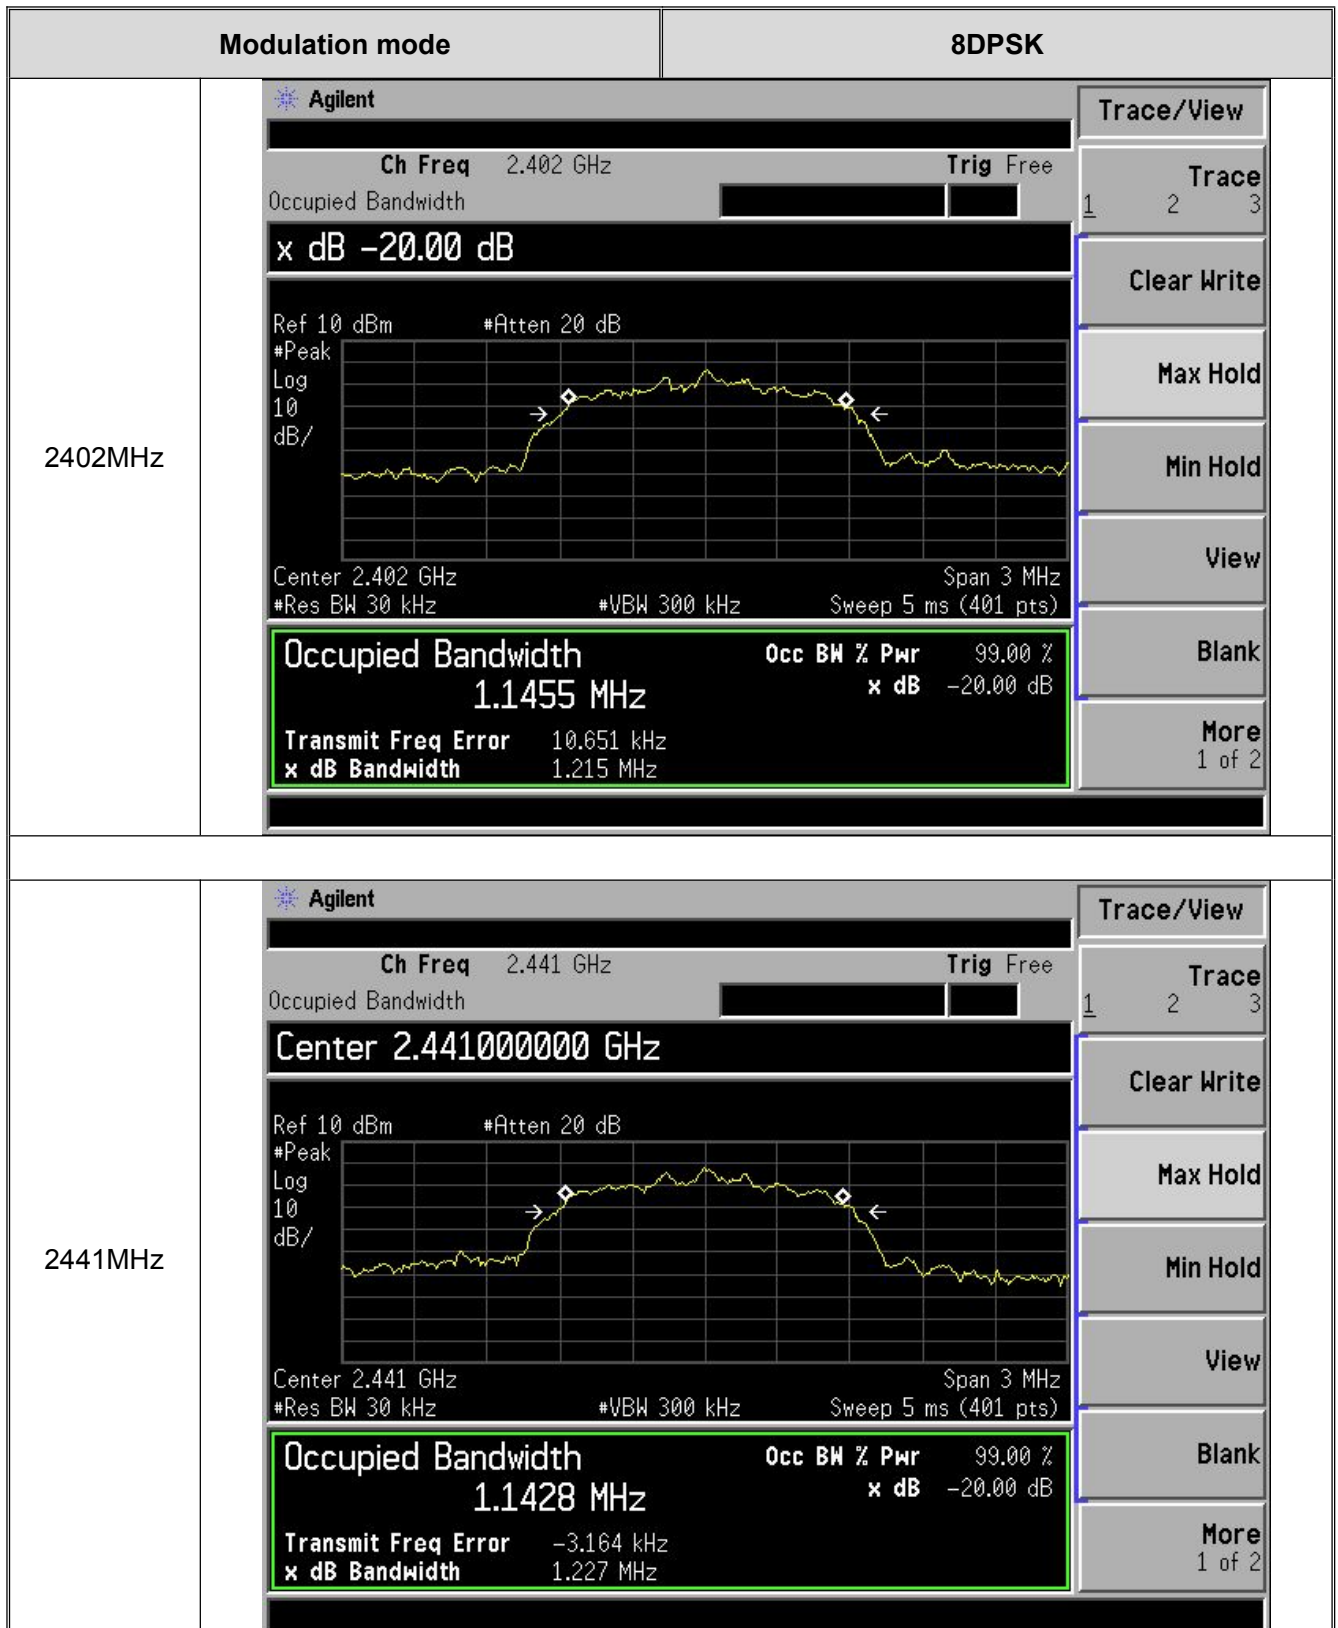 Modulation mode 8DPSK
2402MHz
Agilent
Trace/View
Ch Freq 2.402 GHz Trig Free
Occupied Bandwidth
Trace
1 2 3
x dB -20.00 dB
Clear Write
Ref 10 dBm #Atten 20 dB
#Peak
Log
10
dB/
Max Hold
Min Hold
View
Center 2.402 GHz Span 3 MHz
#Res BW 30 kHz #VBW 300 kHz Sweep 5 ms (401 pts)
Occupied Bandwidth Occ BW % Pwr 99.00 %
1.1455 MHz x dB -20.00 dB
Blank
Transmit Freq Error 10.651 kHz
x dB Bandwidth 1.215 MHz
More
1 of 2
2441MHz
Agilent
Trace/View
Ch Freq 2.441 GHz Trig Free
Occupied Bandwidth
Trace
1 2 3
Center 2.441000000 GHz
Clear Write
Ref 10 dBm #Atten 20 dB
#Peak
Log
10
dB/
Max Hold
Min Hold
View
Center 2.441 GHz Span 3 MHz
#Res BW 30 kHz #VBW 300 kHz Sweep 5 ms (401 pts)
Occupied Bandwidth Occ BW % Pwr 99.00 %
1.1428 MHz x dB -20.00 dB
Blank
Transmit Freq Error -3.164 kHz
x dB Bandwidth 1.227 MHz
More
1 of 2